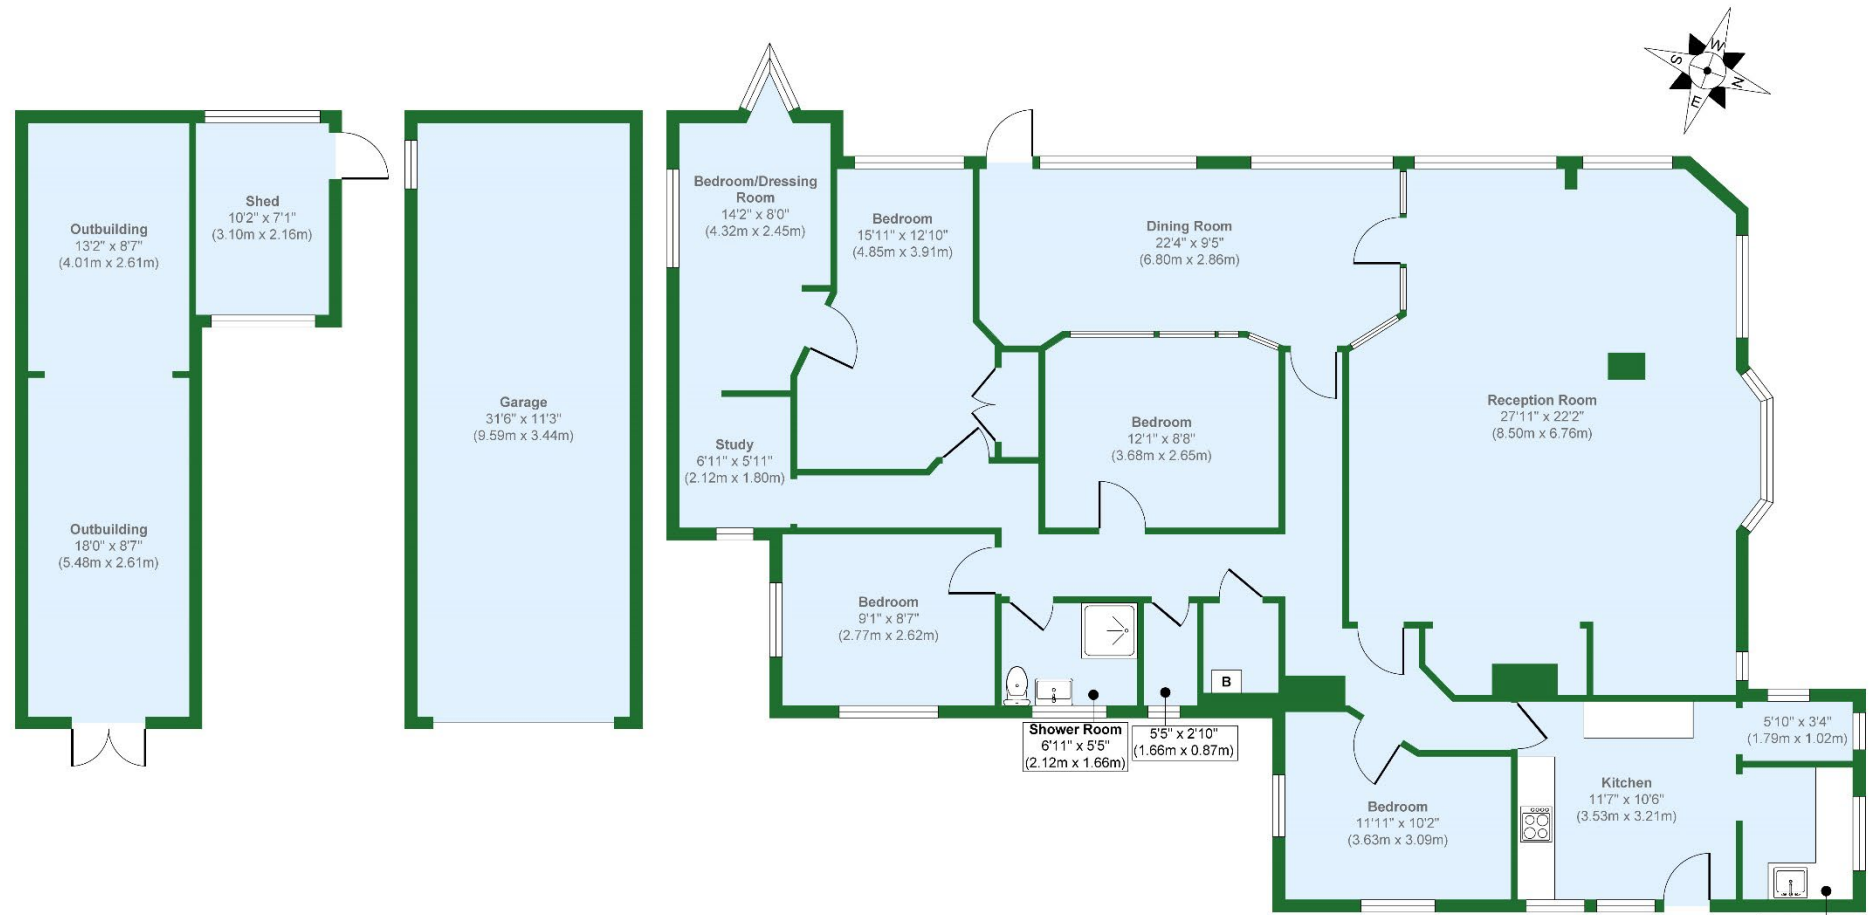 W
S
N
E
Outbuilding
13'2" x 8'7"
(4.01m x 2.61m)
Shed
10'2" x 7'1"
(3.10m x 2.16m)
Outbuilding
18'0" x 8'7"
(5.48m x 2.61m)
Garage
31'6" x 11'3"
(9.59m x 3.44m)
Bedroom/Dressing
Room
14'2" x 8'0"
(4.32m x 2.45m)
Bedroom
15'11" x 12'10"
(4.85m x 3.91m)
Dining Room
22'4" x 9'5"
(6.80m x 2.86m)
Reception Room
27'11" x 22'2"
(8.50m x 6.76m)
Bedroom
12'1" x 8'8"
(3.68m x 2.65m)
Study
6'11" x 5'11"
(2.12m x 1.80m)
Bedroom
9'1" x 8'7"
(2.77m x 2.62m)
B
Shower Room
6'11" x 5'5"
(2.12m x 1.66m)
5'5" x 2'10"
(1.66m x 0.87m)
5'10" x 3'4"
(1.79m x 1.02m)
Kitchen
11'7" x 10'6"
(3.53m x 3.21m)
Bedroom
11'11" x 10'2"
(3.63m x 3.09m)